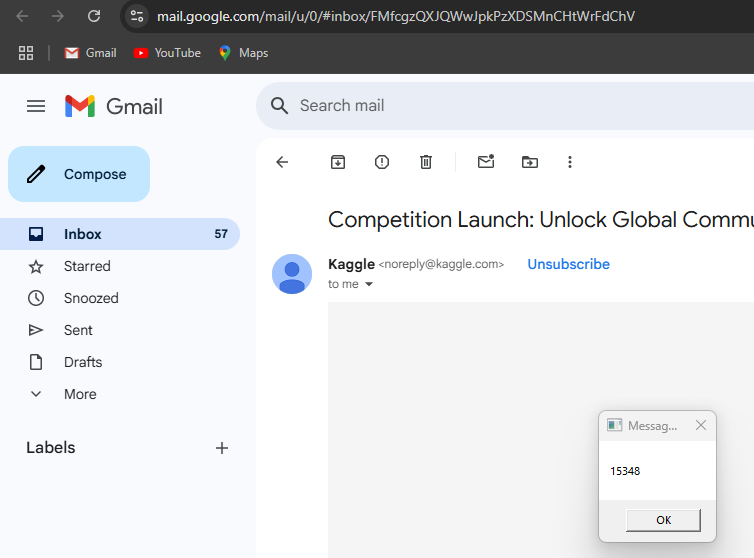 mail.google.com/mail/u/0/#inbox/FMfcgzQXJQWwJpkPzXDSMnCHtWrFdChV
Gmail YouTube Maps
Gmail
Search mail
Compose
Inbox 57
Starred
Snoozed
Sent
Drafts
More
Labels
Competition Launch: Unlock Global Commu
Kaggle <noreply@kaggle.com> Unsubscribe
to me
Messag...
15348
OK